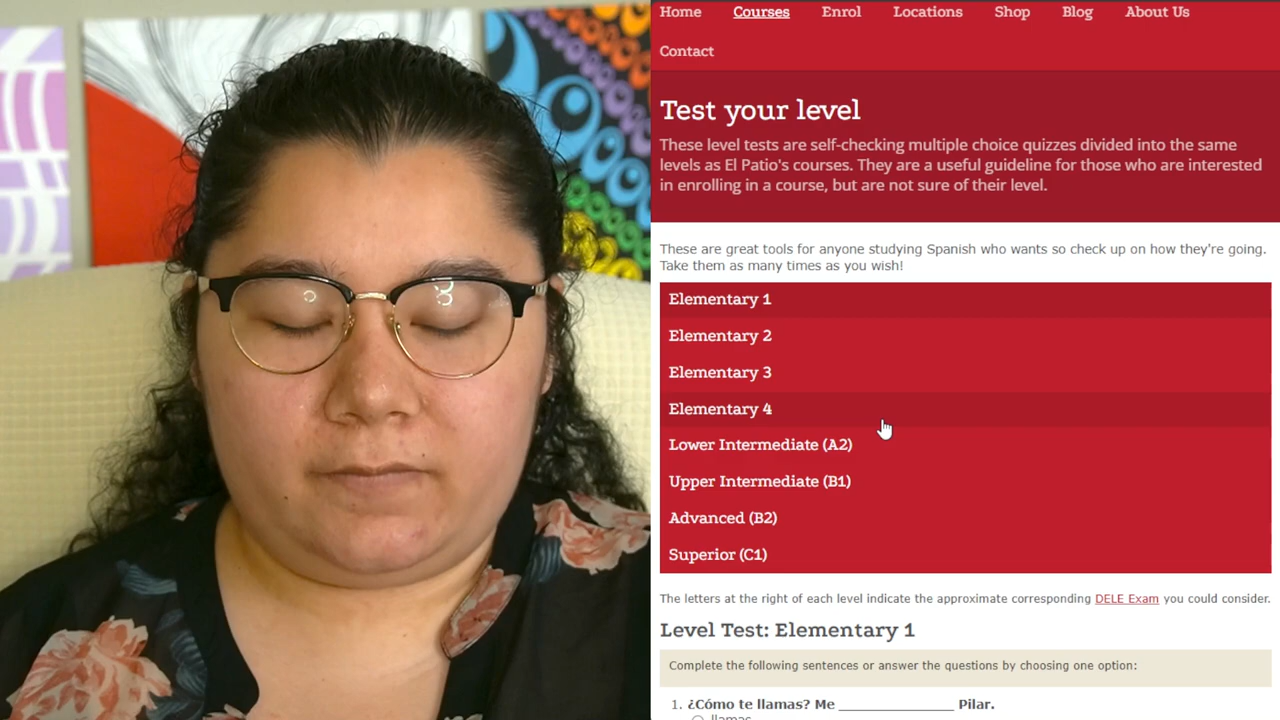 Home Courses Enrol Locations Shop Blog About Us
Contact
Test your level
These level tests are self-checking multiple choice quizzes divided into the same
levels as El Patio's courses. They are a useful guideline for those who are interested
in enrolling in a course, but are not sure of their level.
These are great tools for anyone studying Spanish who wants so check up on how they're going.
Take them as many times as you wish!
Elementary 1
Elementary 2
Elementary 3
Elementary 4
Lower Intermediate (A2)
Upper Intermediate (B1)
Advanced (B2)
Superior (C1)
The letters at the right of each level indicate the approximate corresponding DELE Exam you could consider.
Level Test: Elementary 1
Complete the following sentences or answer the questions by choosing one option:
1. ¿Cómo te llamas? Me ________________ Pilar.
llamas